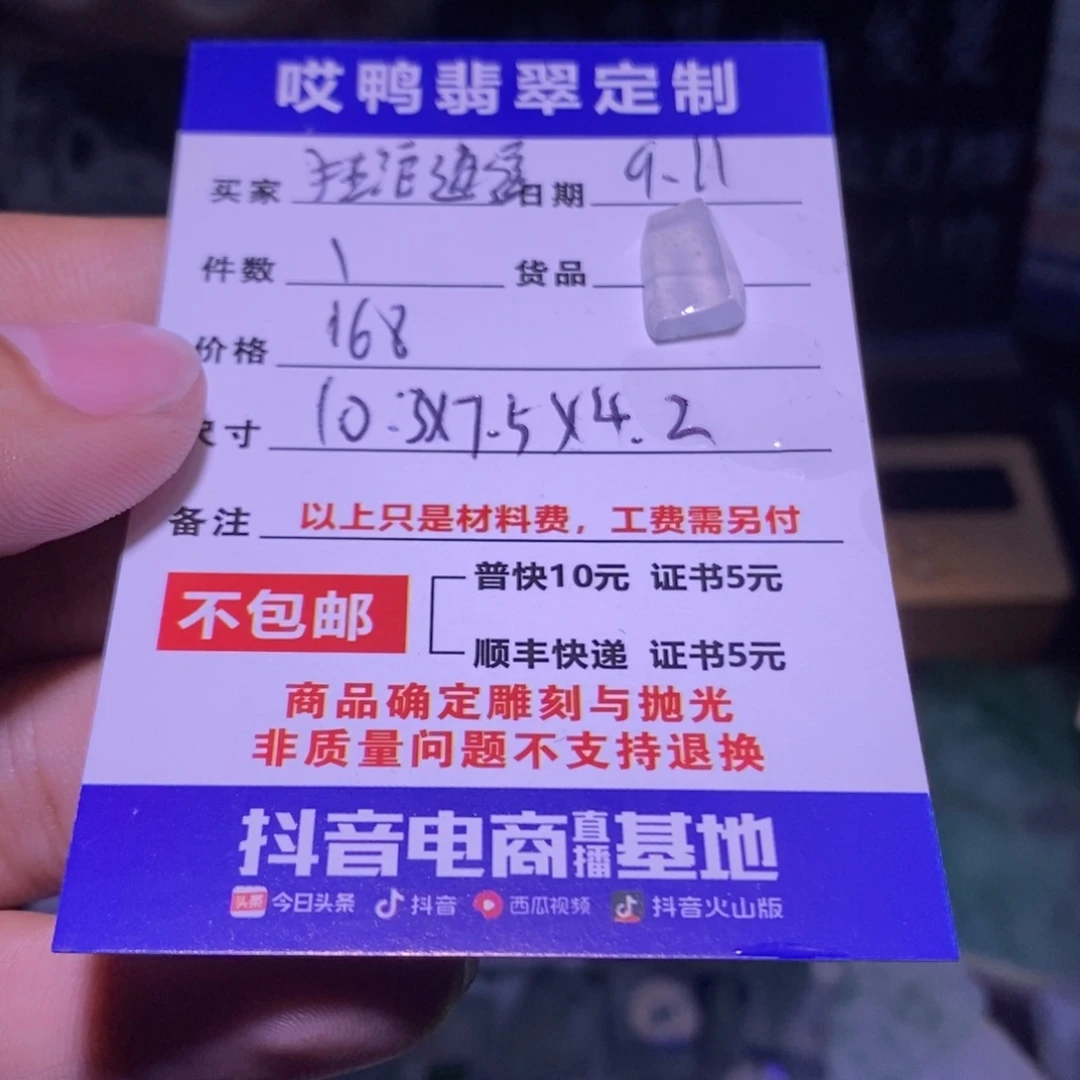 哎鸭翡翠定制
买家 日期 9.11
件数 1 货品
价格 168
尺寸 10.3X7.5X4.2
备注 以上只是材料费，工费需另付
不包邮
普快10元 证书5元
顺丰快递 证书5元
商品确定雕刻与抛光
非质量问题不支持退换
抖音电商直播基地
头条 今日头条 抖音 西瓜视频 抖音火山版